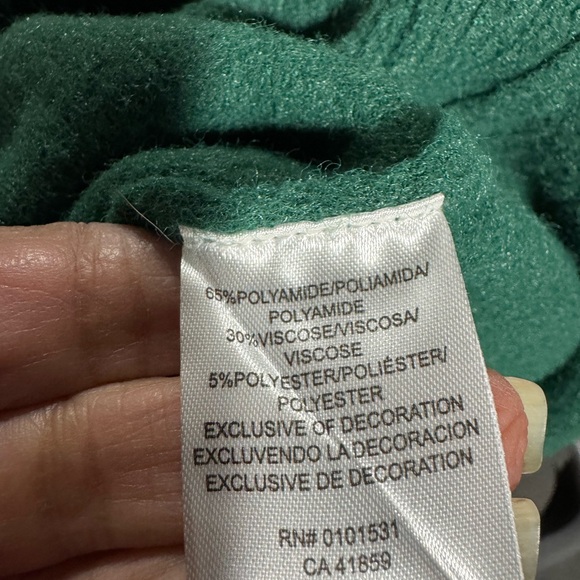 65%POLYAMIDE/POLIAMIDA/
POLYAMIDE
30%VISCOSE/VISCOSA/
VISCOSE
5%POLYESTER/POLIÉSTER/
POLYESTER
EXCLUSIVE OF DECORATION
EXCLUVENDO LA DECORACION
EXCLUSIVE DE DECORATION
RN# 0101531
CA 41859